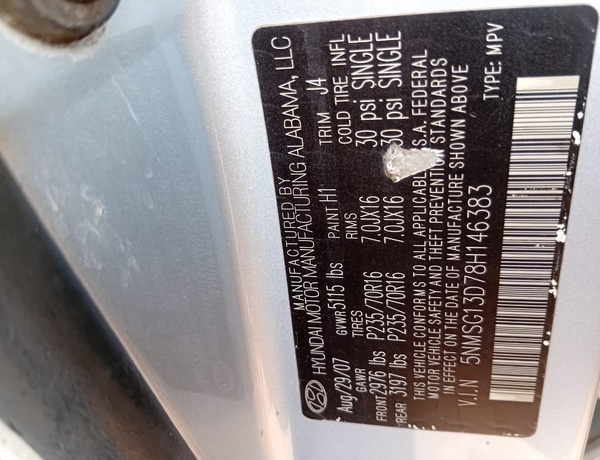 MANUFACTURED BY
HYUNDAI MOTOR MANUFACTURING ALABAMA, LLC
Aug/29/07 GVWR 5115 lbs PAINT H1 TRIM J4
GAWR TIRES RIMS COLD TIRE INFL
FRONT 2976 lbs P235/70R16 7.0JX16 30 psi SINGLE
REAR 3197 lbs P235/70R16 7.0JX16 30 psi SINGLE
THIS VEHICLE CONFORMS TO ALL APPLICABLE U.S.A. FEDERAL
MOTOR VEHICLE SAFETY AND THEFT PREVENTION STANDARDS
IN EFFECT ON THE DATE OF MANUFACTURE SHOWN ABOVE
V.I.N 5NMSG13D78H146383 TYPE: MPV